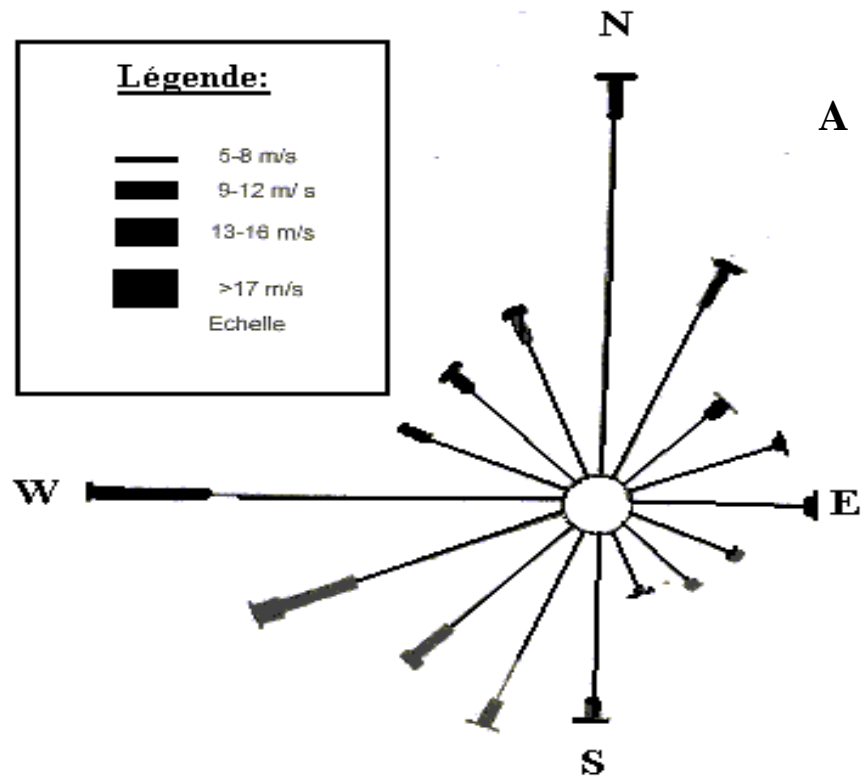 N
Légende:
A
5-8 m/s
9-12 m/ s
13-16 m/s
>17 m/s
Echelle
W
E
S